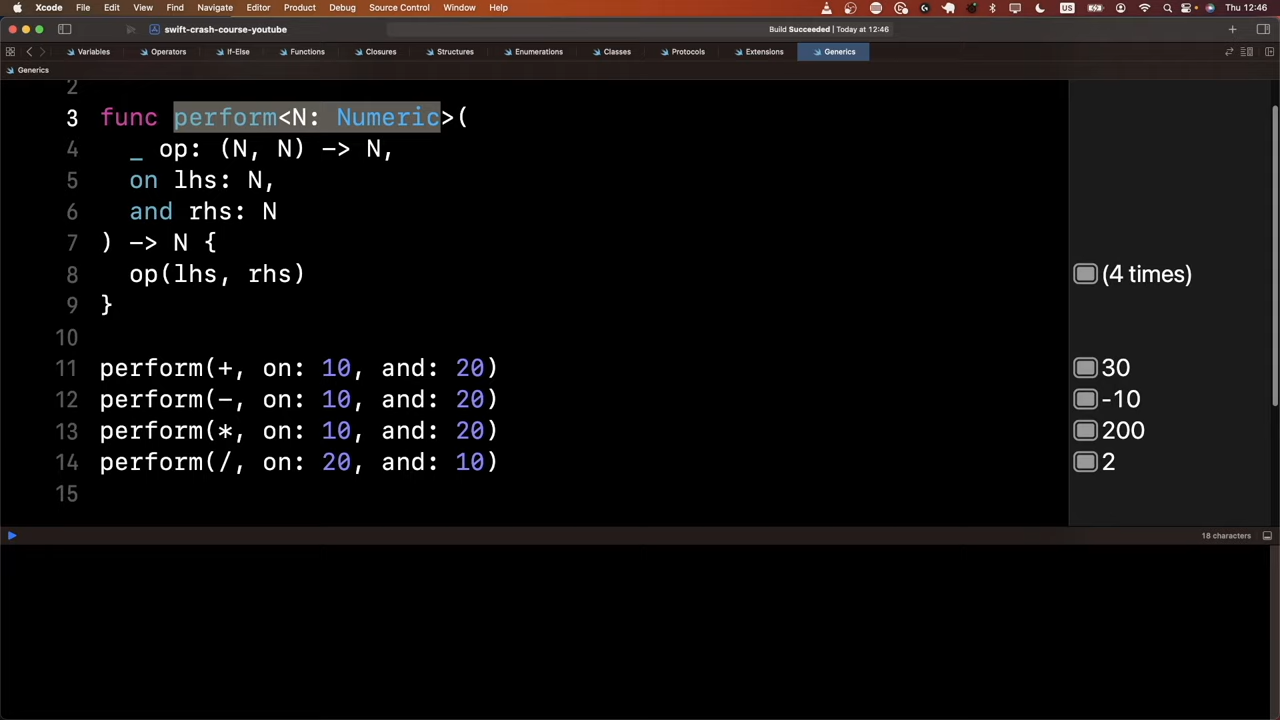 Xcode File Edit View Find Navigate Editor Product Debug Source Control Window Help US Thu 12:46
swift-crash-course-youtube Build Succeeded | Today at 12:46
Variables Operators If-Else Functions Closures Structures Enumerations Classes Protocols Extensions Generics
Generics
2
3 func perform<N: Numeric>(
4 _ op: (N, N) -> N,
5 on lhs: N,
6 and rhs: N
7 ) -> N {
8 op(lhs, rhs) (4 times)
9 }
10
11 perform(+, on: 10, and: 20) 30
12 perform(-, on: 10, and: 20) -10
13 perform(*, on: 10, and: 20) 200
14 perform(/, on: 20, and: 10) 2
15
18 characters